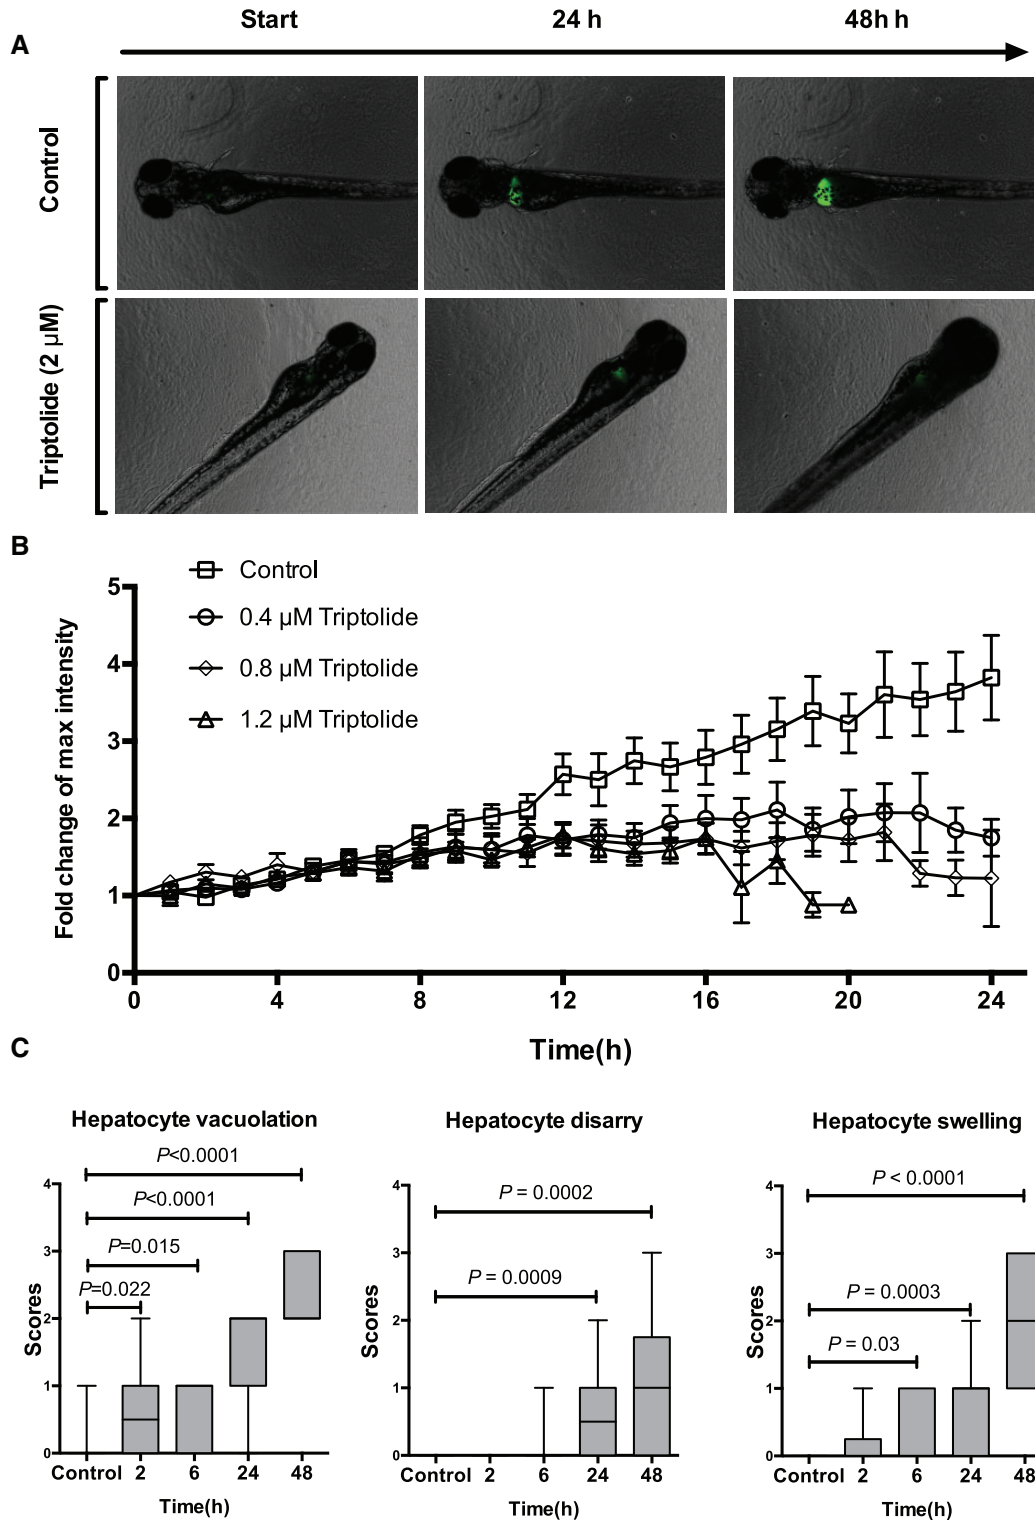 Start 24 h 48h h
A
Control
Triptolide (2 µM)
B
Control
0.4 µM Triptolide
0.8 µM Triptolide
1.2 µM Triptolide
Fold change of max intensity
5
4
3
2
1
0
0 4 8 12 16 20 24
Time(h)
C
Hepatocyte vacuolation
P<0.0001
P<0.0001
P=0.015
P=0.022
Scores
4
3
2
1
0
Control 2 6 24 48
Time(h)
Hepatocyte disarry
P = 0.0002
P = 0.0009
Scores
4
3
2
1
0
Control 2 6 24 48
Time(h)
Hepatocyte swelling
P < 0.0001
P = 0.0003
P = 0.03
Scores
4
3
2
1
0
Control 2 6 24 48
Time(h)